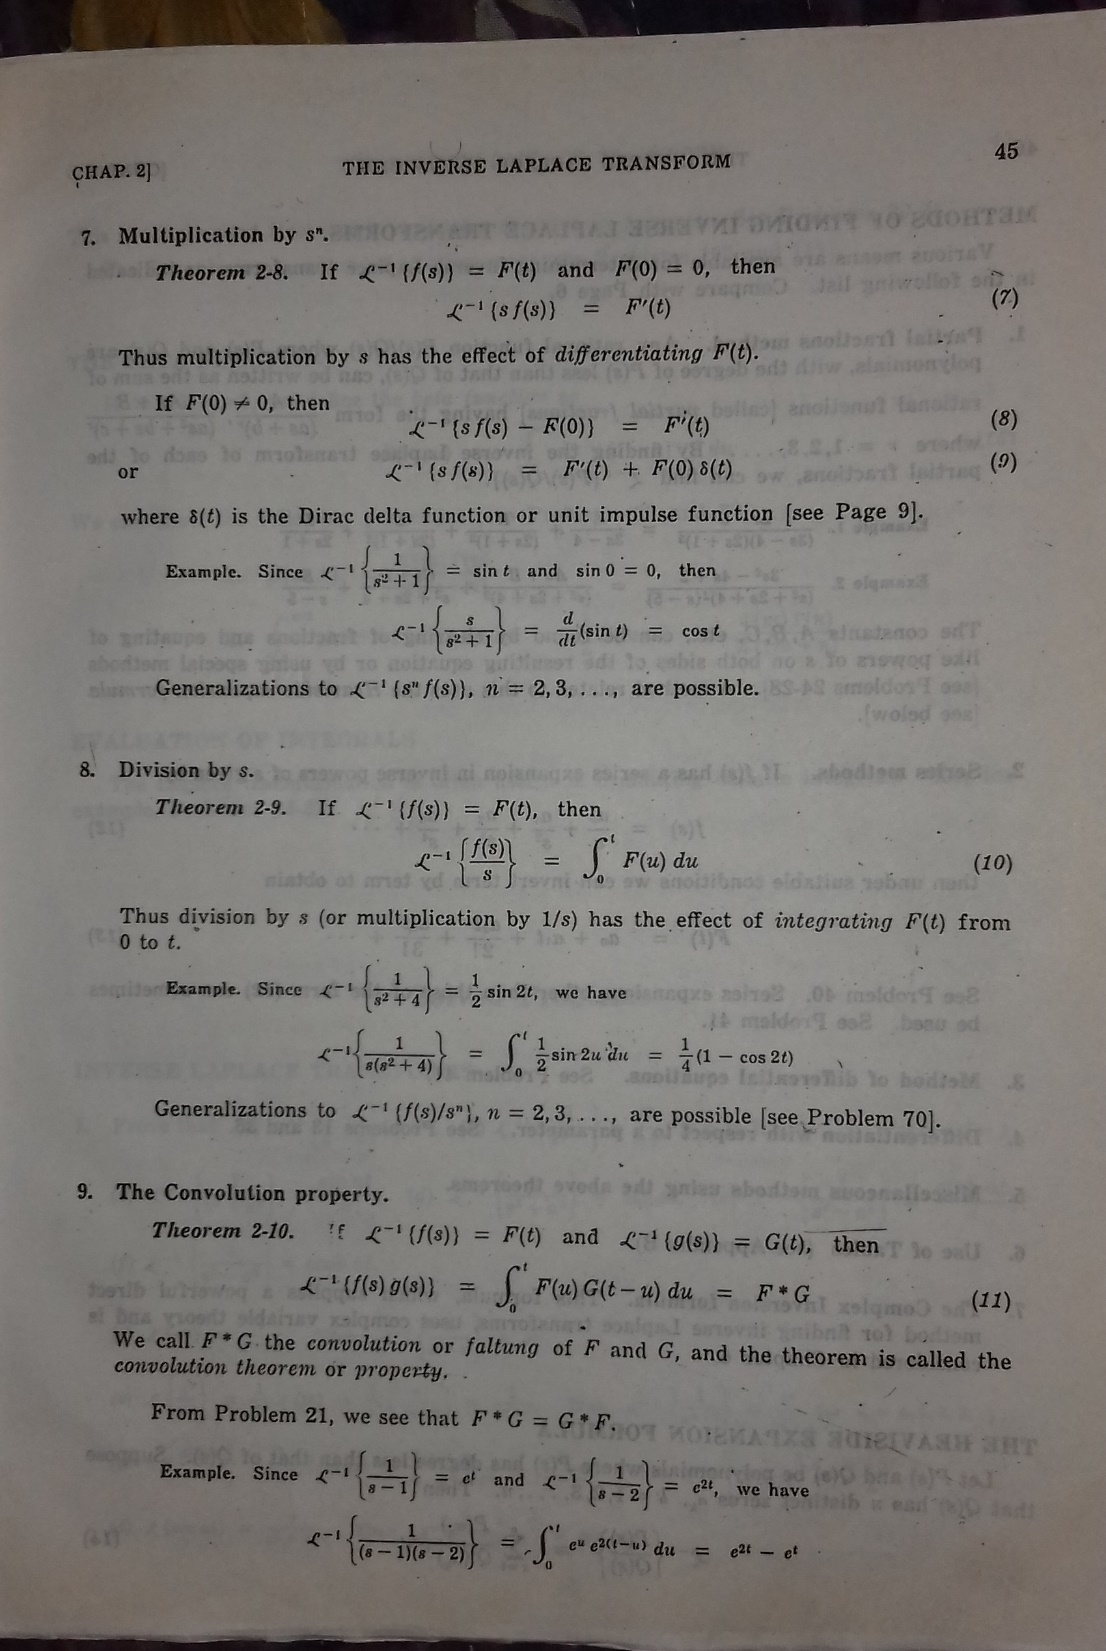 CHAP. 2] THE INVERSE LAPLACE TRANSFORM 45
7. Multiplication by sⁿ.
Theorem 2-8. If ℒ⁻¹ {f(s)} = F(t) and F(0) = 0, then
ℒ⁻¹ {s f(s)} = F′(t) (7)
Thus multiplication by s has the effect of differentiating F(t).
If F(0) ≠ 0, then
ℒ⁻¹ {s f(s) − F(0)} = F′(t) (8)
or ℒ⁻¹ {s f(s)} = F′(t) + F(0) δ(t) (9)
where δ(t) is the Dirac delta function or unit impulse function [see Page 9].
Example. Since ℒ⁻¹ {1/(s² + 1)} = sin t and sin 0 = 0, then
ℒ⁻¹ {s/(s² + 1)} = d/dt (sin t) = cos t
Generalizations to ℒ⁻¹ {sⁿ f(s)}, n = 2, 3, . . ., are possible.
8. Division by s.
Theorem 2-9. If ℒ⁻¹ {f(s)} = F(t), then
ℒ⁻¹ {f(s)/s} = ∫₀ᵗ F(u) du (10)
Thus division by s (or multiplication by 1/s) has the effect of integrating F(t) from
0 to t.
Example. Since ℒ⁻¹ {1/(s² + 4)} = 1/2 sin 2t, we have
ℒ⁻¹ {1/(s(s² + 4))} = ∫₀ᵗ 1/2 sin 2u du = 1/4 (1 − cos 2t)
Generalizations to ℒ⁻¹ {f(s)/sⁿ}, n = 2, 3, . . ., are possible [see Problem 70].
9. The Convolution property.
Theorem 2-10. If ℒ⁻¹ {f(s)} = F(t) and ℒ⁻¹ {g(s)} = G(t), then
ℒ⁻¹ {f(s) g(s)} = ∫₀ᵗ F(u) G(t − u) du = F * G (11)
We call F * G the convolution or faltung of F and G, and the theorem is called the
convolution theorem or property.
From Problem 21, we see that F * G = G * F.
Example. Since ℒ⁻¹ {1/(s − 1)} = eᵗ and ℒ⁻¹ {1/(s − 2)} = e²ᵗ, we have
ℒ⁻¹ {1/((s − 1)(s − 2))} = ∫₀ᵗ eᵘ e²⁽ᵗ⁻ᵘ⁾ du = e²ᵗ − eᵗ